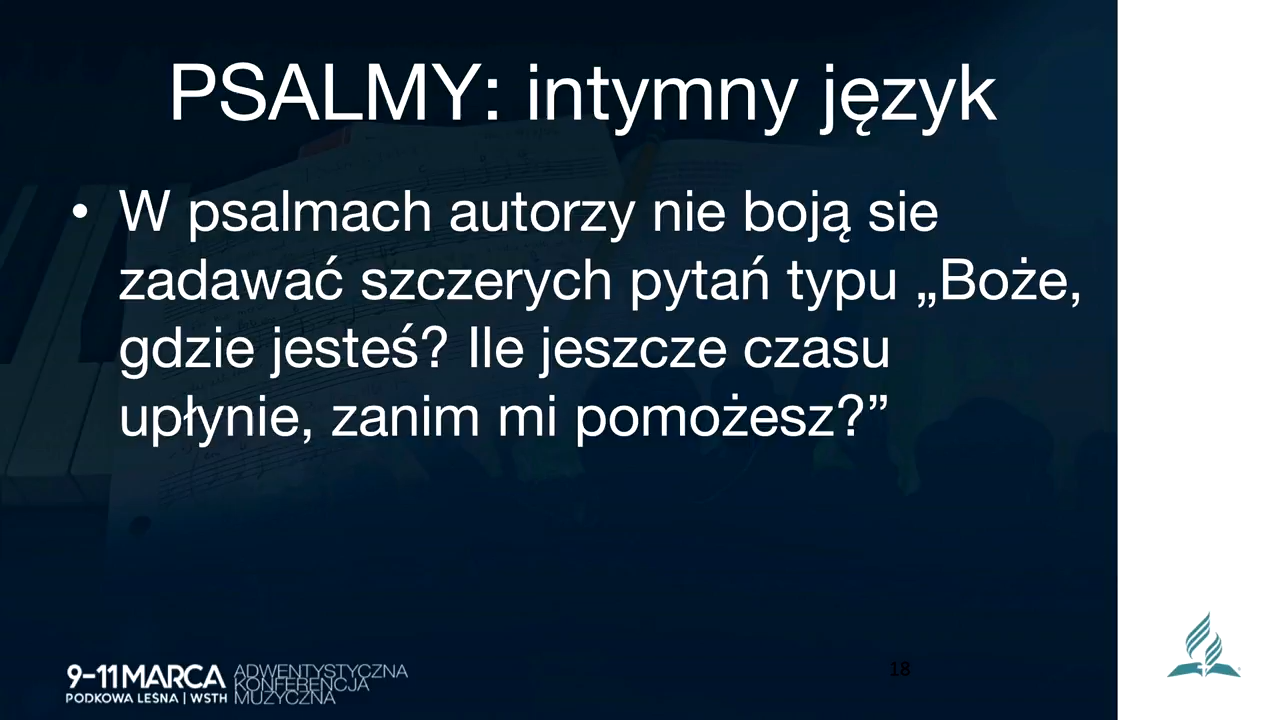 PSALMY: intymny język
• W psalmach autorzy nie boją sie
zadawać szczerych pytań typu „Boże,
gdzie jesteś? Ile jeszcze czasu
upłynie, zanim mi pomożesz?”
9-11 MARCA
PODKOWA LEŚNA | WSTH
ADWENTYSTYCZNA
KONFERENCJA
MUZYCZNA
18